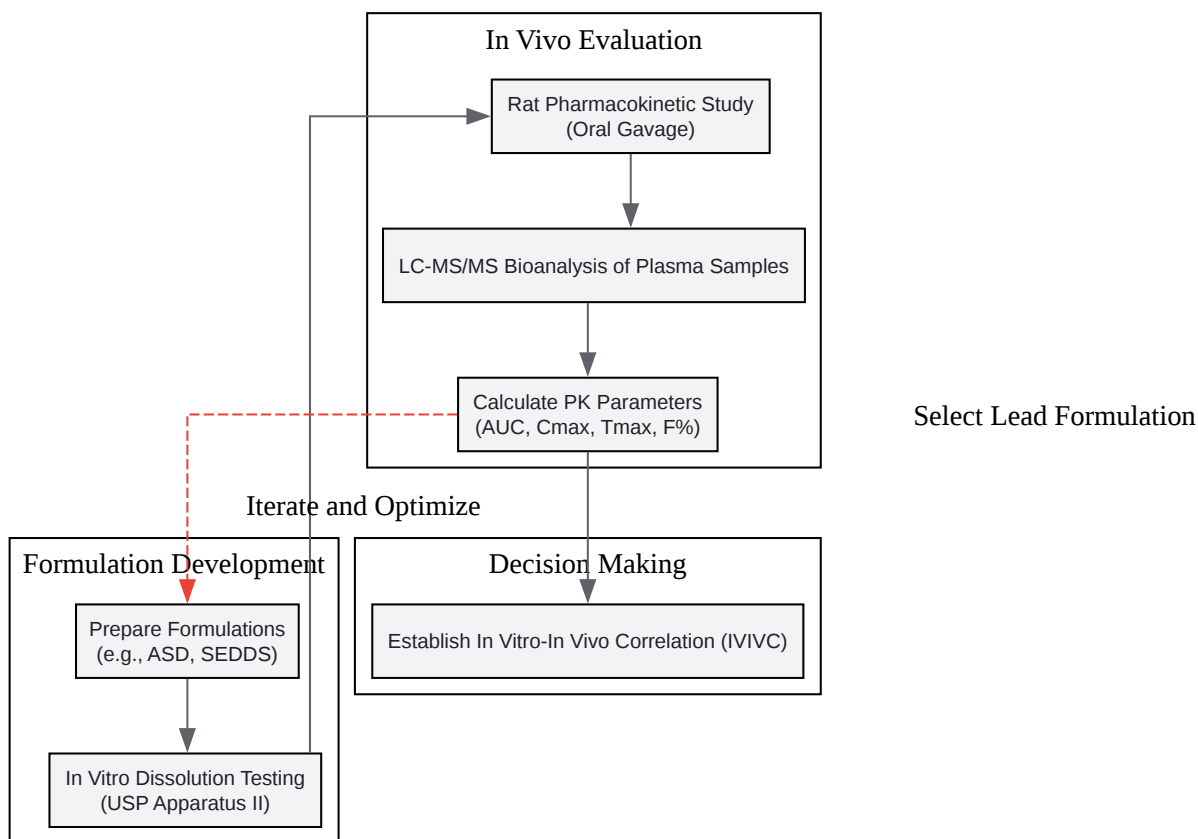 In Vivo Evaluation
Rat Pharmacokinetic Study
(Oral Gavage)
LC-MS/MS Bioanalysis of Plasma Samples
Calculate PK Parameters
(AUC, Cmax, Tmax, F%)
Select Lead Formulation
Iterate and Optimize
Formulation Development
Prepare Formulations
(e.g., ASD, SEDDS)
In Vitro Dissolution Testing
(USP Apparatus II)
Decision Making
Establish In Vitro-In Vivo Correlation (IVIVC)